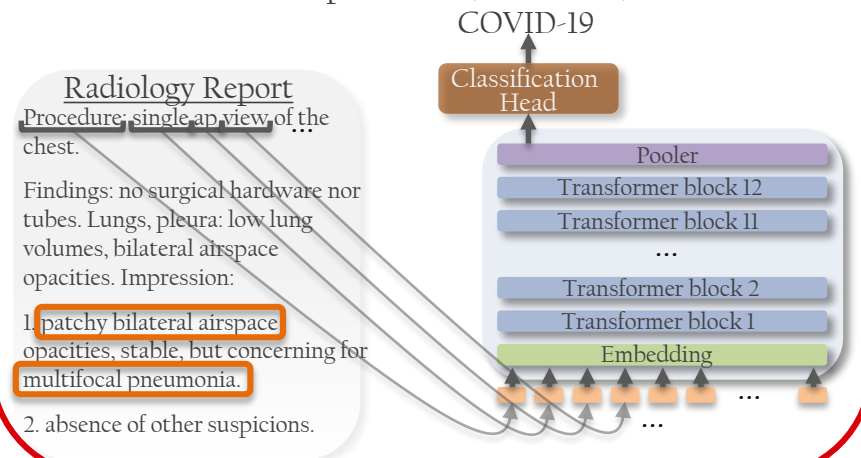 COVID-19
Classification
Head
Radiology Report
Procedure: single ap view of the
...
chest.
Findings: no surgical hardware nor
tubes. Lungs, pleura: low lung
volumes, bilateral airspace
opacities. Impression:
1. patchy bilateral airspace
opacities, stable, but concerning for
multifocal pneumonia.
2. absence of other suspicions.
Pooler
Transformer block 12
Transformer block 11
...
Transformer block 2
Transformer block 1
Embedding
...
...